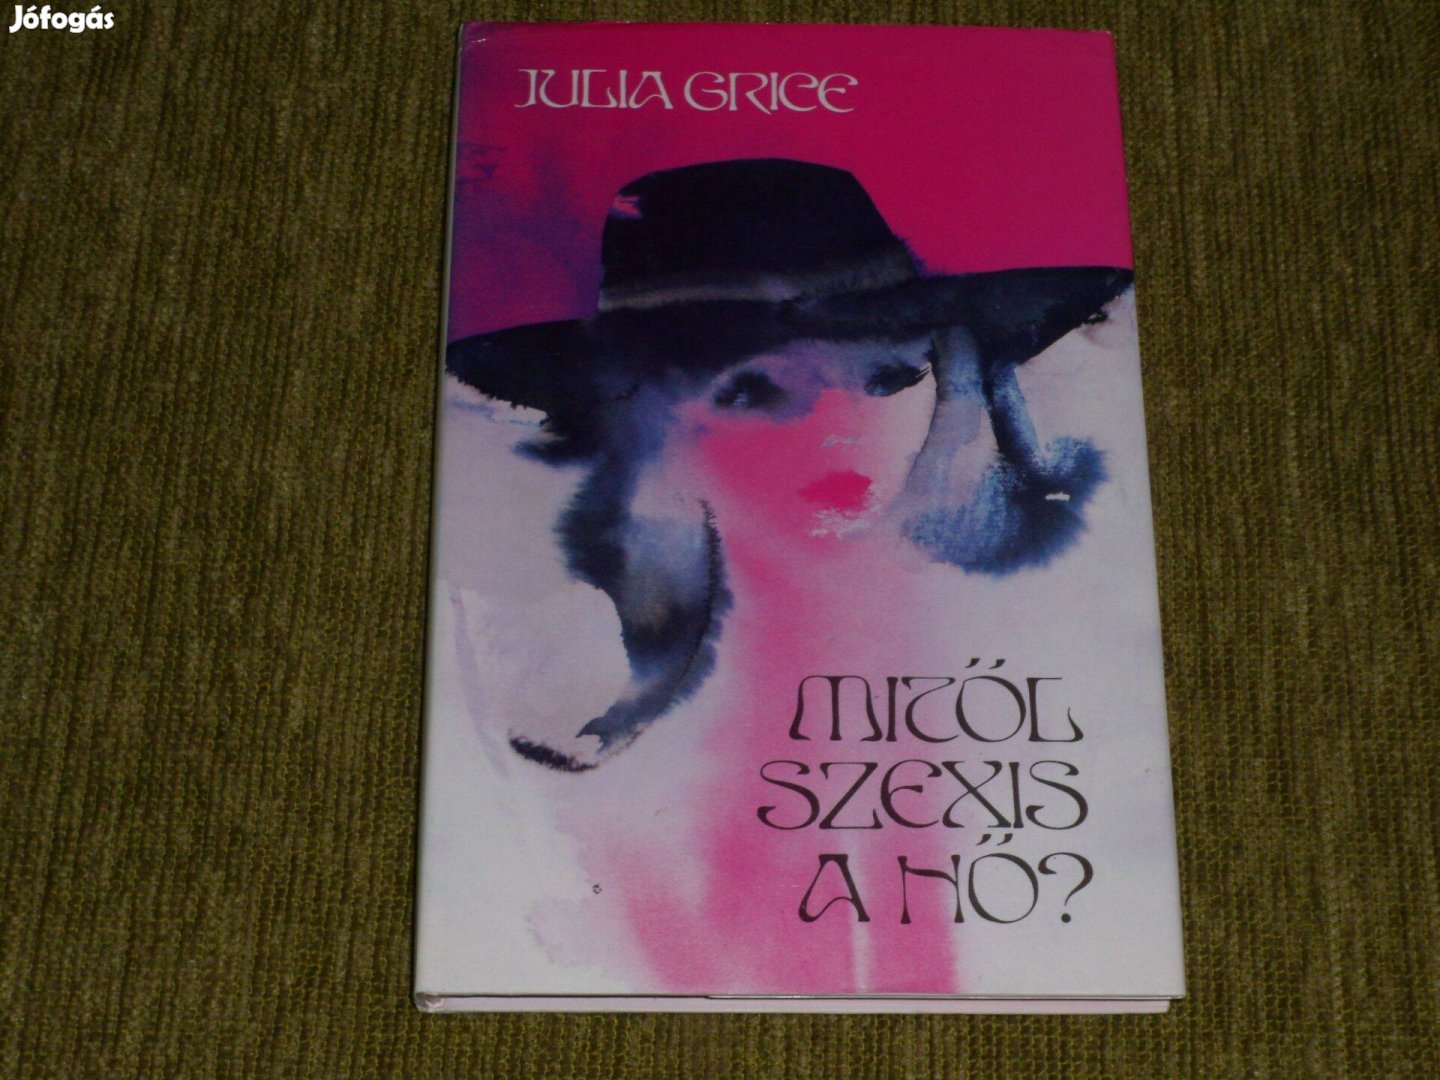 Jófogás
JULIA GRICE
MITŐL
SZEXIS
A NŐ?